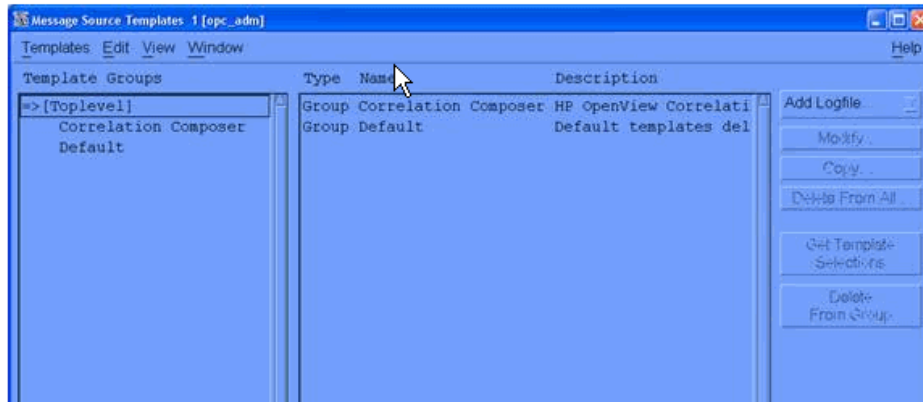 Message Source Templates 1 [opc_adm]
Templates Edit View Window Help
Template Groups
Type Name Description
=>[Toplevel]
Correlation Composer
Default
Group Correlation Composer HP OpenView Correlati
Group Default Default templates del
Add Logfile...
Modify...
Copy...
Delete From All...
Get Template
Selections
Delete
From Group